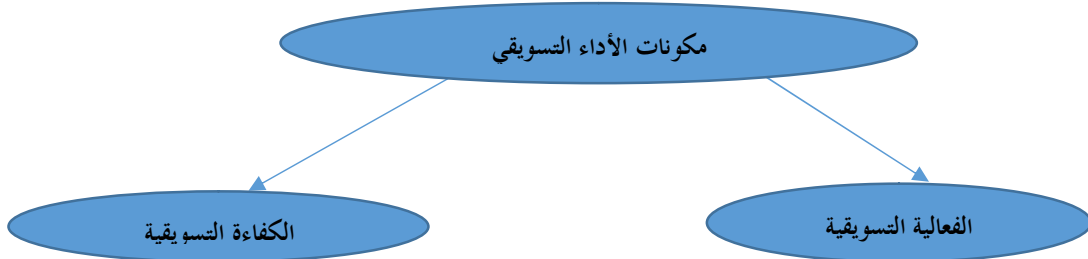 مكونات الأداء التسويقي
الفعالية التسويقية
الكفاءة التسويقية